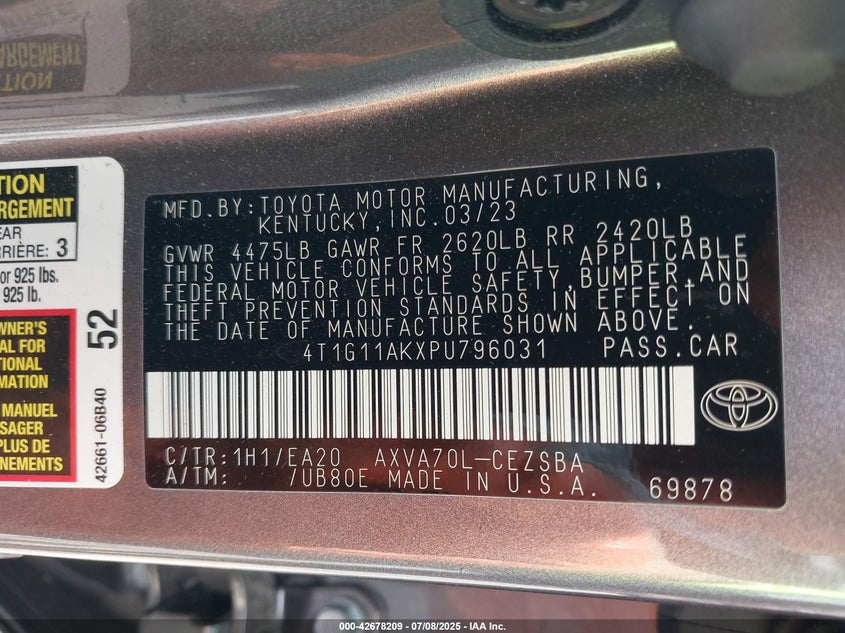 TION
RGEMENT
EAR
RRIÈRE: 3
or 925 lbs.
925 lb.
WNER'S
AL FOR
TIONAL
MATION
MANUEL
SAGER
PLUS DE
NEMENTS
52
42661-06B40
MFD.BY:TOYOTA MOTOR MANUFACTURING,
KENTUCKY,INC.03/23
GVWR 4475LB GAWR FR 2620LB RR 2420LB
THIS VEHICLE CONFORMS TO ALL APPLICABLE
FEDERAL MOTOR VEHICLE SAFETY,BUMPER,AND
THEFT PREVENTION STANDARDS IN EFFECT ON
THE DATE OF MANUFACTURE SHOWN ABOVE.
4T1G11AKXPU796031 PASS.CAR
C/TR:1H1/EA20 AXVA70L-CEZSBA
A/TM: 7UB80E MADE IN U.S.A. 69878
000-42678209 - 07/08/2025 - IAA Inc.